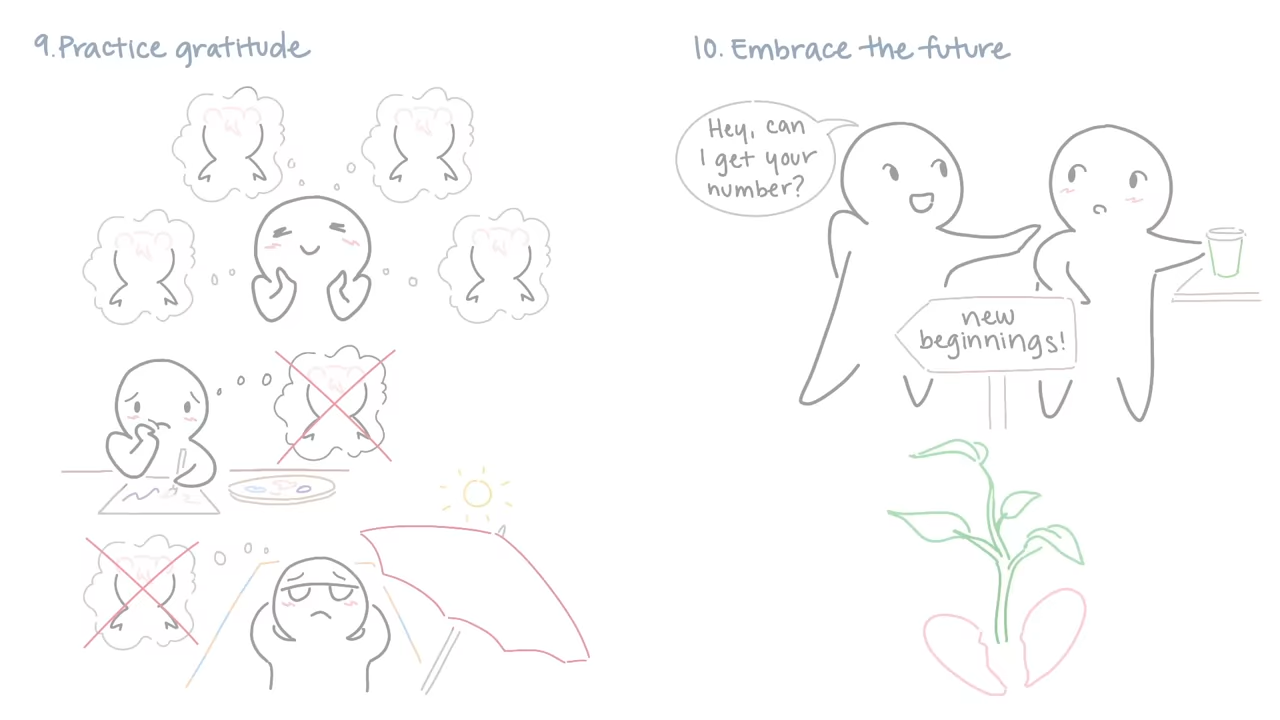 9. Practice gratitude
10. Embrace the future
Hey, can
I get your
number?
new
beginnings!